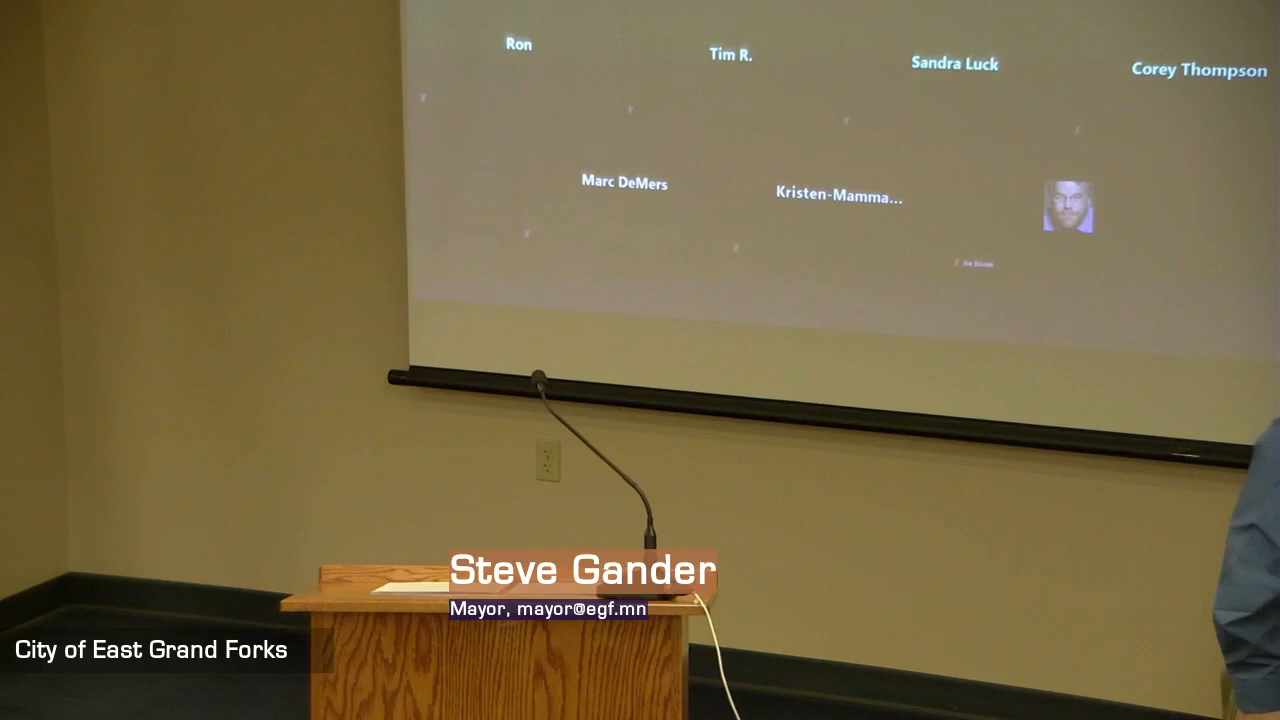 Ron
Tim R.
Sandra Luck
Corey Thompson
Marc DeMers
Kristen-Mamma...
Steve Gander
Mayor, mayor@egf.mn
City of East Grand Forks